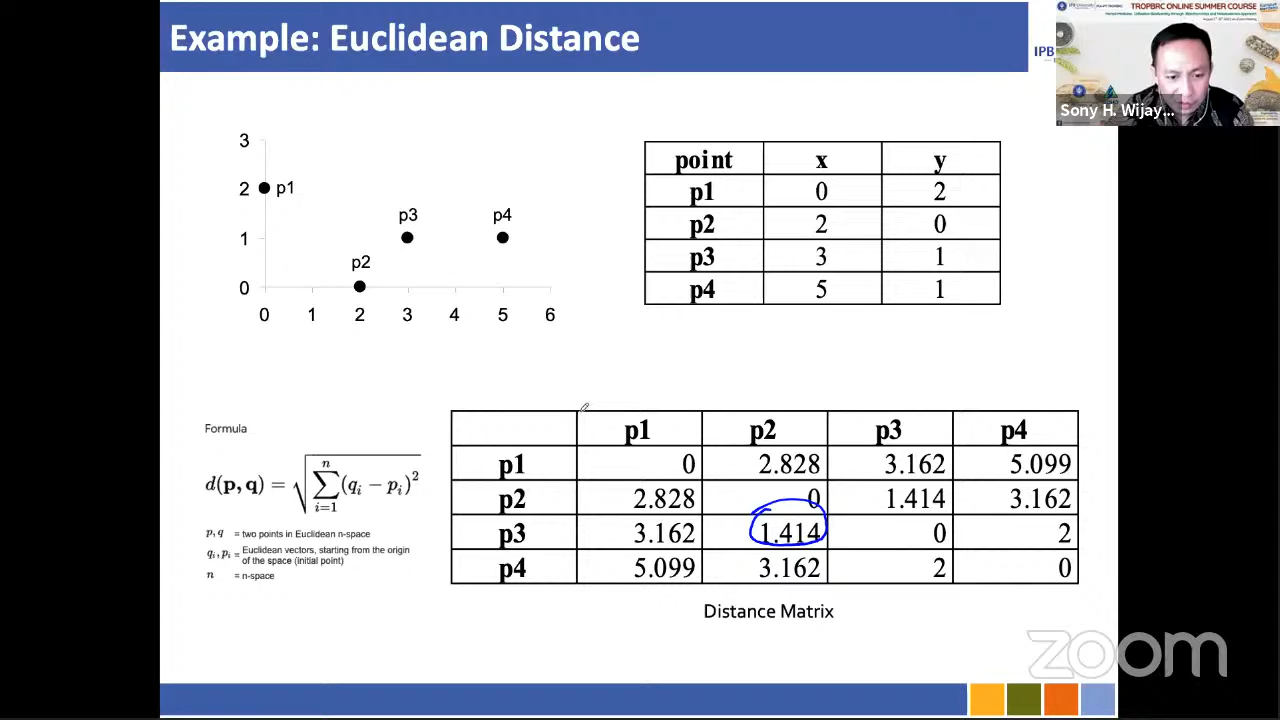 Example: Euclidean Distance
IPB
TROPBRC ONLINE SUMMER COURSE
Sony H. Wijay...
3
2
1
0
p1
p2
p3
p4
0 1 2 3 4 5 6
point x y
p1 0 2
p2 2 0
p3 3 1
p4 5 1
Formula
d(p, q) = √ n ∑ i=1 (qᵢ − pᵢ)²
p, q = two points in Euclidean n-space
qᵢ, pᵢ = Euclidean vectors, starting from the origin
of the space (initial point)
n = n-space
p1 p2 p3 p4
p1 0 2.828 3.162 5.099
p2 2.828 0 1.414 3.162
p3 3.162 1.414 0 2
p4 5.099 3.162 2 0
Distance Matrix
zoom